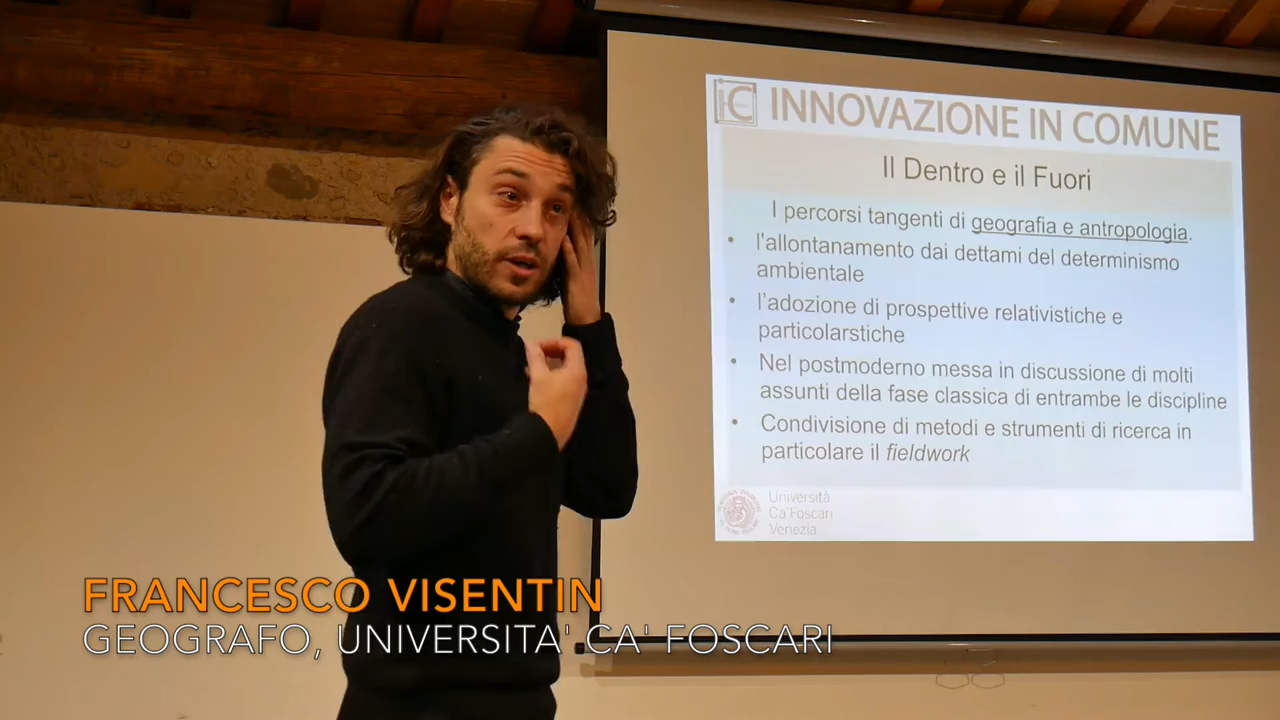 iC INNOVAZIONE IN COMUNE
Il Dentro e il Fuori
I percorsi tangenti di geografia e antropologia.
• l'allontanamento dai dettami del determinismo
ambientale
• l'adozione di prospettive relativistiche e
particolarstiche
• Nel postmoderno messa in discussione di molti
assunti della fase classica di entrambe le discipline
• Condivisione di metodi e strumenti di ricerca in
particolare il fieldwork
Università
Ca'Foscari
Venezia
FRANCESCO VISENTIN
GEOGRAFO, UNIVERSITA' CA' FOSCARI